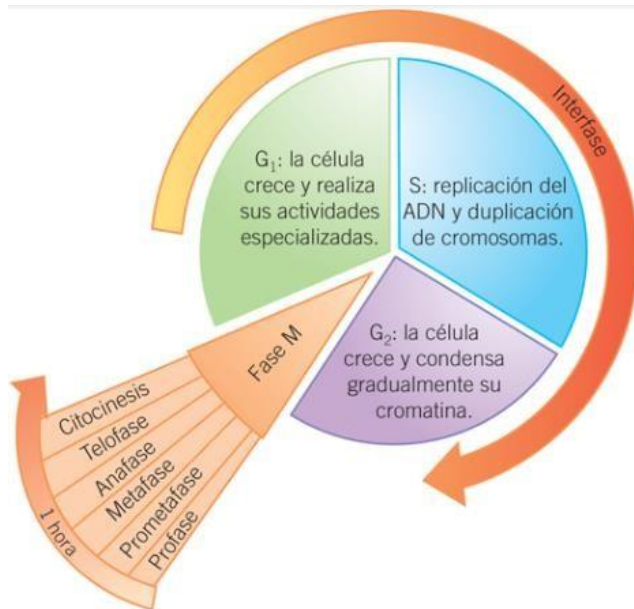 Interfase
G₁: la célula
crece y realiza
sus actividades
especializadas.
S: replicación del
ADN y duplicación
de cromosomas.
G₂: la célula
crece y condensa
gradualmente su
cromatina.
Fase M
Citocinesis
Telofase
Anafase
Metafase
Prometafase
Profase
1 hora